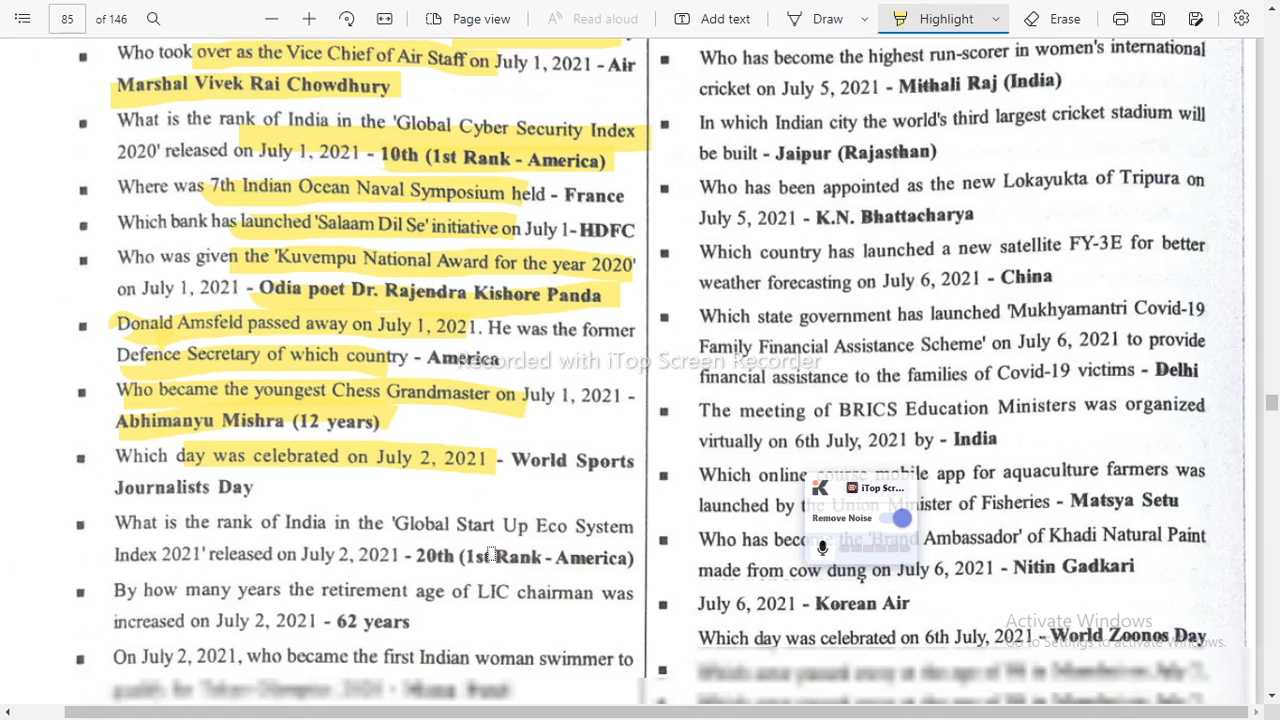 85 of 146
Page view
Read aloud
Add text
Draw
Highlight
Erase
Who took over as the Vice Chief of Air Staff on July 1, 2021 - Air
Marshal Vivek Rai Chowdhury
What is the rank of India in the 'Global Cyber Security Index
2020' released on July 1, 2021 - 10th (1st Rank - America)
Where was 7th Indian Ocean Naval Symposium held - France
Which bank has launched 'Salaam Dil Se' initiative on July 1- HDFC
Who was given the 'Kuvempu National Award for the year 2020'
on July 1, 2021 - Odia poet Dr. Rajendra Kishore Panda
Donald Amsfeld passed away on July 1, 2021. He was the former
Defence Secretary of which country - America
Who became the youngest Chess Grandmaster on July 1, 2021 -
Abhimanyu Mishra (12 years)
Which day was celebrated on July 2, 2021 - World Sports
Journalists Day
What is the rank of India in the 'Global Start Up Eco System
Index 2021' released on July 2, 2021 - 20th (1st Rank - America)
By how many years the retirement age of LIC chairman was
increased on July 2, 2021 - 62 years
On July 2, 2021, who became the first Indian woman swimmer to
Who has become the highest run-scorer in women's international
cricket on July 5, 2021 - Mithali Raj (India)
In which Indian city the world's third largest cricket stadium will
be built - Jaipur (Rajasthan)
Who has been appointed as the new Lokayukta of Tripura on
July 5, 2021 - K.N. Bhattacharya
Which country has launched a new satellite FY-3E for better
weather forecasting on July 6, 2021 - China
Which state government has launched 'Mukhyamantri Covid-19
Family Financial Assistance Scheme' on July 6, 2021 to provide
financial assistance to the families of Covid-19 victims - Delhi
The meeting of BRICS Education Ministers was organized
virtually on 6th July, 2021 by - India
Which online course mobile app for aquaculture farmers was
launched by the Union Minister of Fisheries - Matsya Setu
Who has become the 'Brand Ambassador' of Khadi Natural Paint
made from cow dung on July 6, 2021 - Nitin Gadkari
July 6, 2021 - Korean Air
Which day was celebrated on 6th July, 2021 - World Zoonos Day
Recorded with iTop Screen Recorder
iTop Scr...
Remove Noise
Activate Windows
Go to Settings to activate Windows.